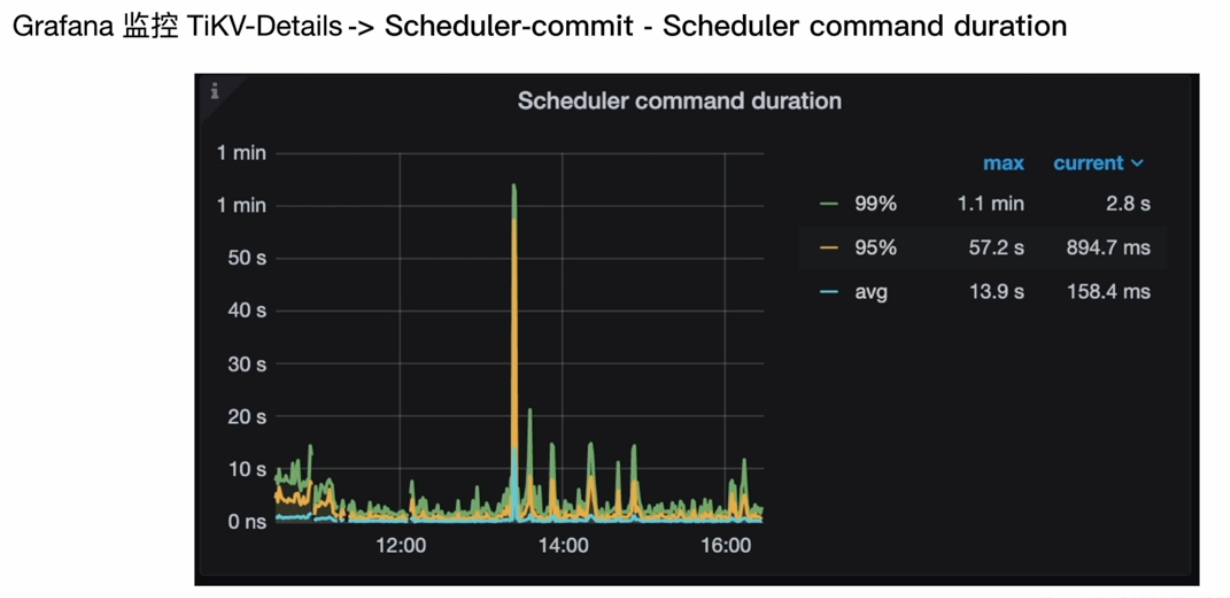 Grafana 监控 TiKV-Details -> Scheduler-commit - Scheduler command duration
Scheduler command duration
max current
99% 1.1 min 2.8 s
95% 57.2 s 894.7 ms
avg 13.9 s 158.4 ms
1 min
1 min
50 s
40 s
30 s
20 s
10 s
0 ns
12:00 14:00 16:00